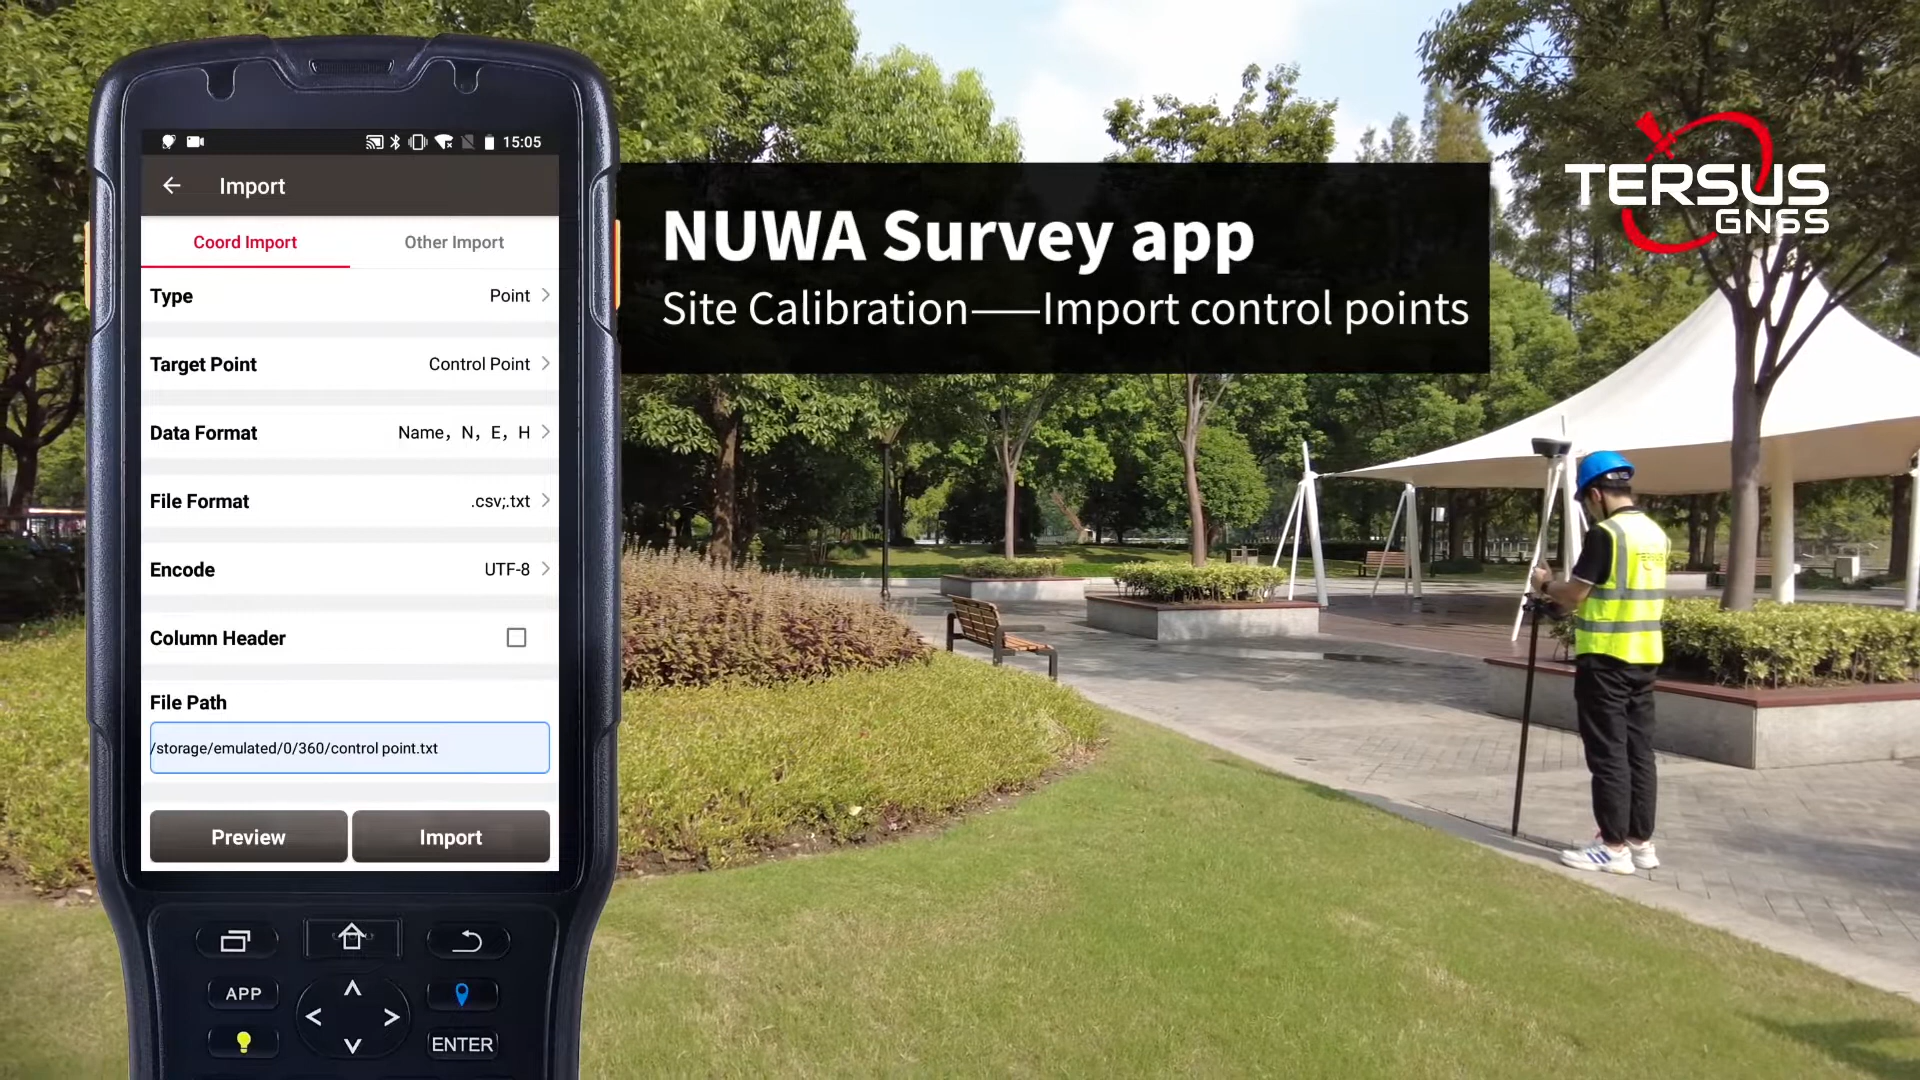 15:05
Import
Coord Import
Other Import
Type
Point
Target Point
Control Point
Data Format
Name, N, E, H
File Format
.csv;.txt
Encode
UTF-8
Column Header
File Path
/storage/emulated/0/360/control point.txt
Preview
Import
APP
ENTER
NUWA Survey app
Site Calibration——Import control points
TERSUS
GNSS